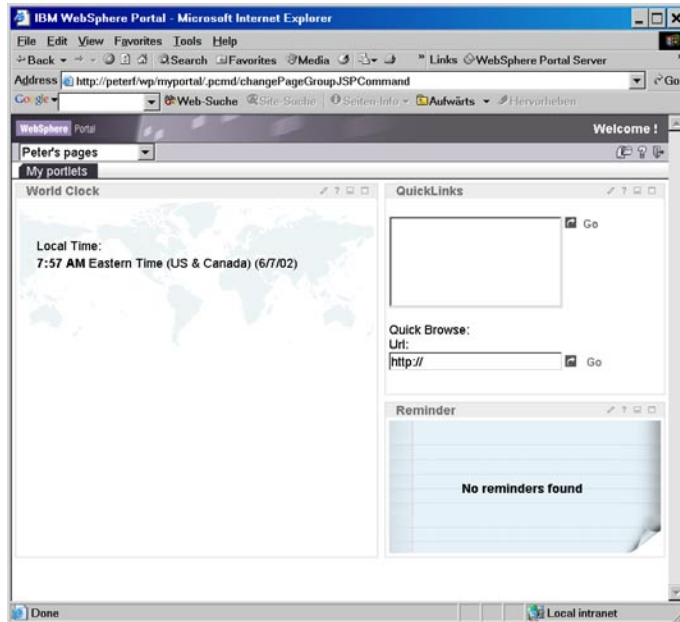 IBM WebSphere Portal - Microsoft Internet Explorer
File Edit View Favorites Tools Help
Back Search Favorites Media » Links WebSphere Portal Server
Address http://peterf/wp/myportal/.pcmd/changePageGroupJSPCommand Go
Google Web-Suche Site-Suche Seiten-Info Aufwärts Hervorheben
WebSphere Portal Welcome !
Peter's pages
My portlets
World Clock ? QuickLinks ?
Go
Local Time:
7:57 AM Eastern Time (US & Canada) (6/7/02)
Quick Browse:
Url:
http:// Go
Reminder ?
No reminders found
Done Local intranet